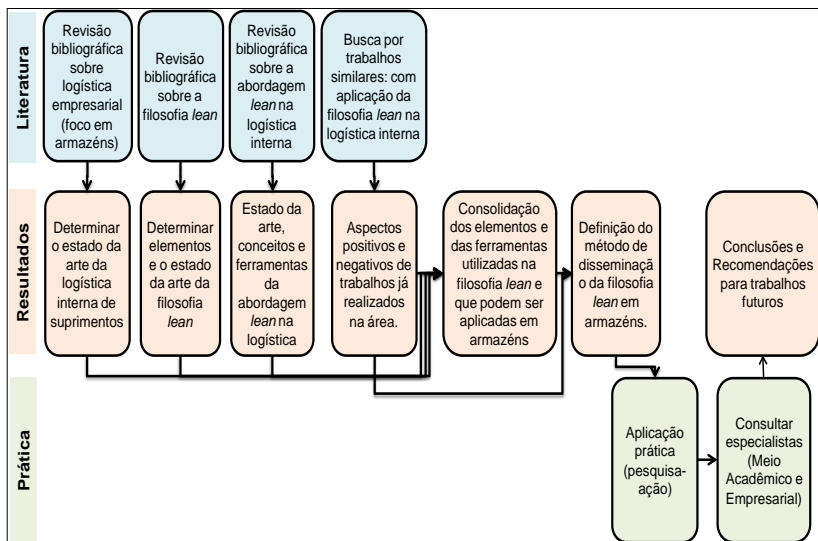 Literatura
Revisão
bibliográfica
sobre
logística
empresarial
(foco em
armazéns)
Revisão
bibliográfica
sobre a
filosofia lean
Revisão
bibliográfica
sobre a
abordagem
lean na
logística
interna
Busca por
trabalhos
similares: com
aplicação da
filosofia lean na
logística interna
Resultados
Determinar
o estado da
arte da
logística
interna de
suprimentos
Determinar
elementos
e o estado
da arte da
filosofia
lean
Estado da
arte,
conceitos e
ferramentas
da
abordagem
lean na
logística
Aspectos
positivos e
negativos de
trabalhos já
realizados
na área.
Consolidação
dos elementos e
das ferramentas
utilizadas na
filosofia lean e
que podem ser
aplicadas em
armazéns
Definição do
método de
disseminaçã
o da filosofia
lean em
armazéns.
Conclusões e
Recomendações
para trabalhos
futuros
Prática
Aplicação
prática
(pesquisa-
ação)
Consultar
especialistas
(Meio
Acadêmico e
Empresarial)